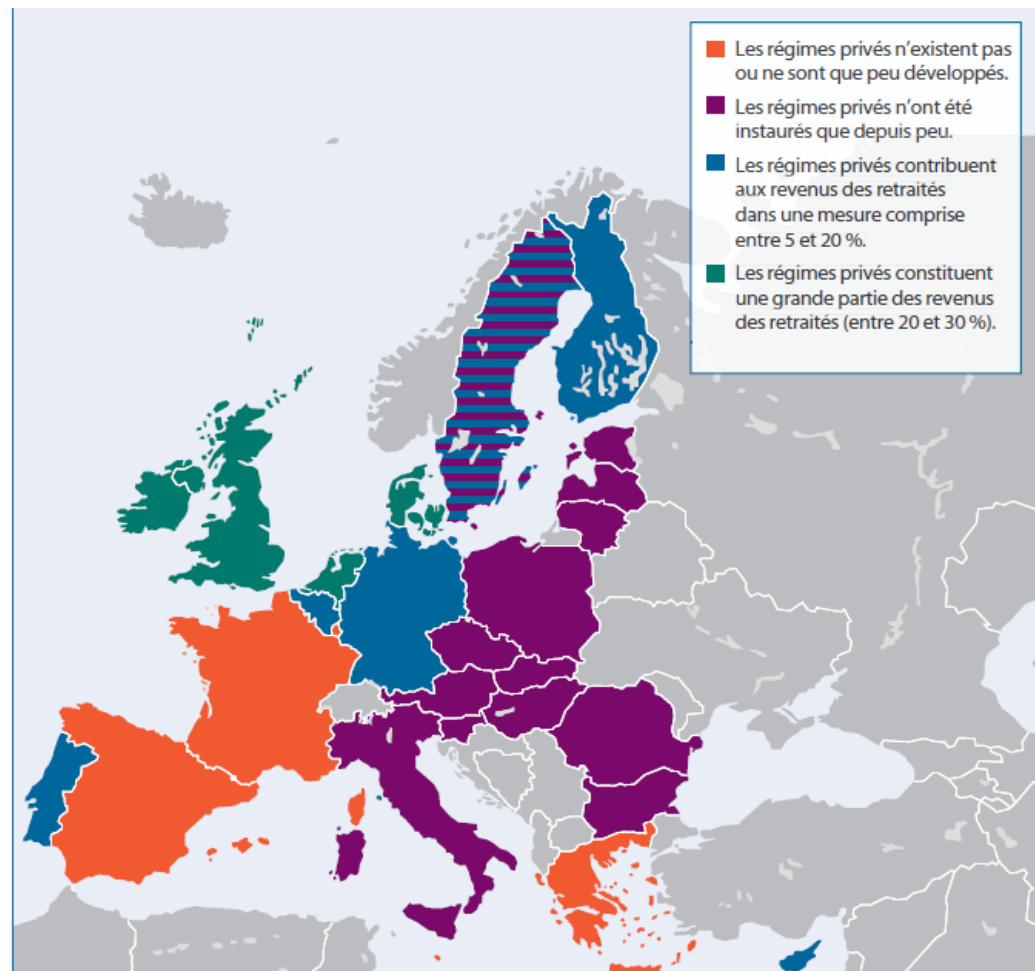 Les régimes privés n’existent pas
ou ne sont que peu développés.
Les régimes privés n’ont été
instaurés que depuis peu.
Les régimes privés contribuent
aux revenus des retraités
dans une mesure comprise
entre 5 et 20 %.
Les régimes privés constituent
une grande partie des revenus
des retraités (entre 20 et 30 %).